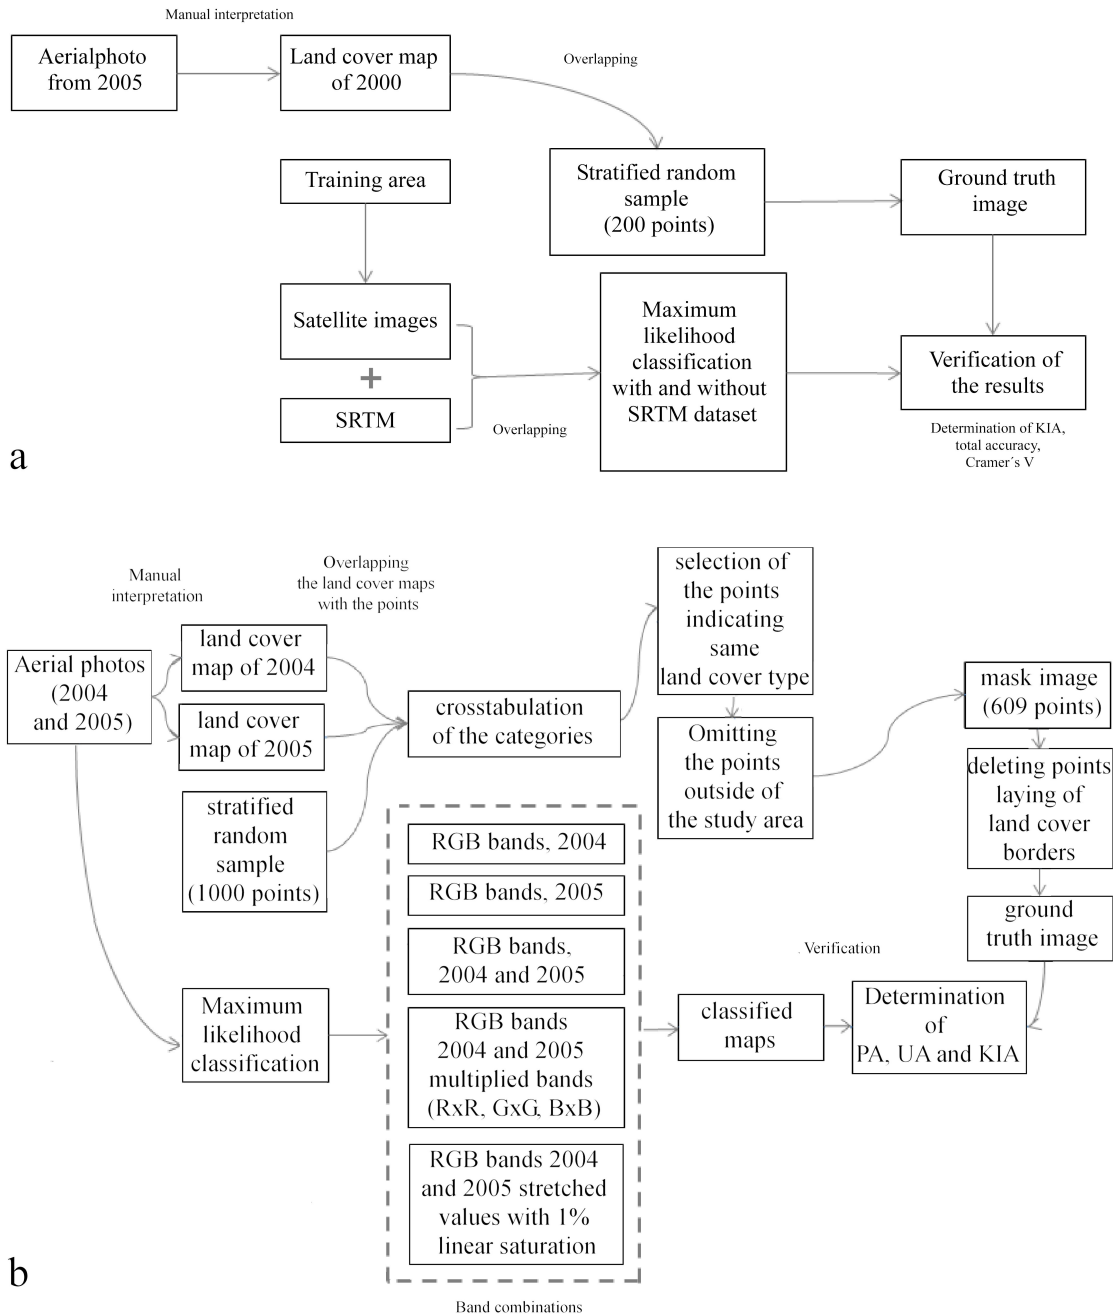 Manual interpretation
Aerialphoto
from 2005
Land cover map
of 2000
Overlapping
Stratified random
sample
(200 points)
Ground truth
image
Training area
Satellite images
+
SRTM
Overlapping
Maximum
likelihood
classification
with and without
SRTM dataset
Verification of
the results
Determination of KIA,
total accuracy,
Cramer´s V
a
Manual
interpretation
Overlapping
the land cover maps
with the points
Aerial photos
(2004
and 2005)
land cover
map of 2004
land cover
map of 2005
stratified
random
sample
(1000 points)
crosstabulation
of the categories
selection of
the points
indicating
same
land cover type
Omitting
the points
outside of
the study area
mask image
(609 points)
deleting points
laying of
land cover
borders
ground
truth image
Maximum
likelihood
classification
RGB bands, 2004
RGB bands, 2005
RGB bands,
2004 and 2005
RGB bands
2004 and 2005
multiplied bands
(RxR, GxG, BxB)
RGB bands 2004
and 2005 stretched
values with 1%
linear saturation
Band combinations
classified
maps
Verification
Determination
of
PA, UA and KIA
b